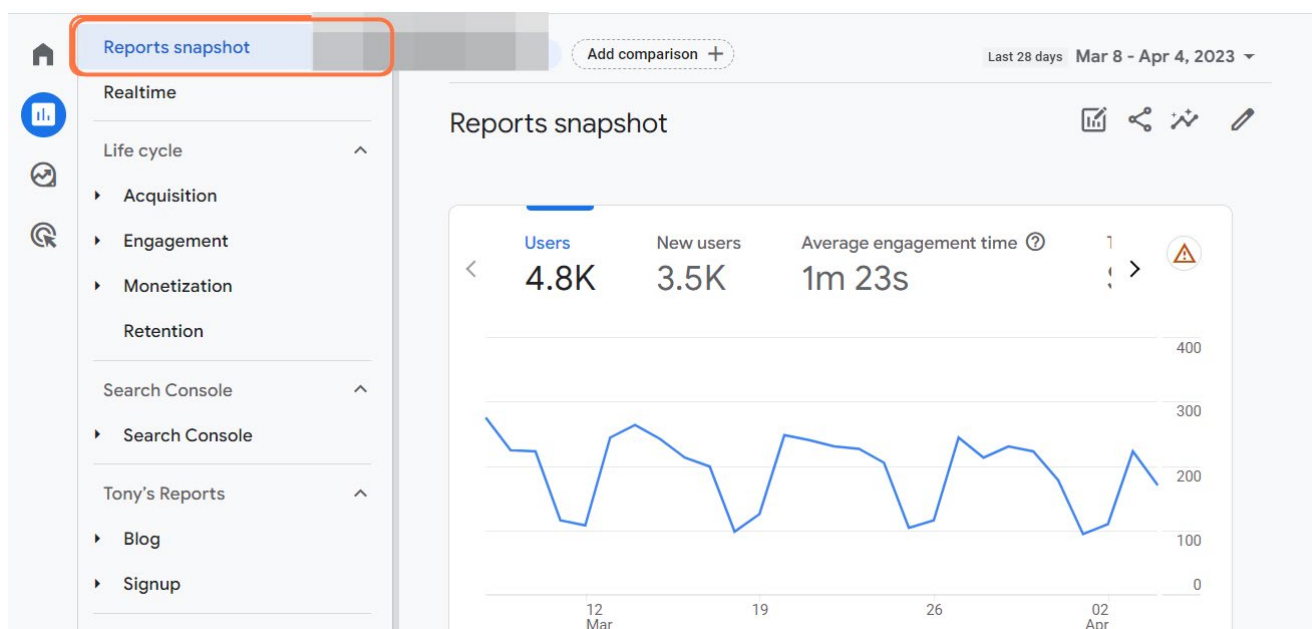 Reports snapshot
Realtime
Life cycle
Acquisition
Engagement
Monetization
Retention
Search Console
Search Console
Tony's Reports
Blog
Signup
Add comparison +
Last 28 days Mar 8 - Apr 4, 2023
Reports snapshot
Users New users Average engagement time
4.8K 3.5K 1m 23s
400
300
200
100
0
12 19 26 02
Mar Apr